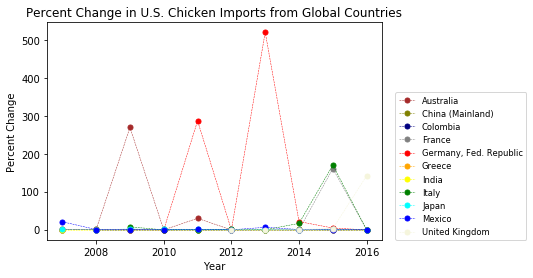 Percent Change in U.S. Chicken Imports from Global Countries
Percent Change
500
400
300
200
100
0
2008 2010 2012 2014 2016
Year
Australia
China (Mainland)
Colombia
France
Germany, Fed. Republic
Greece
India
Italy
Japan
Mexico
United Kingdom